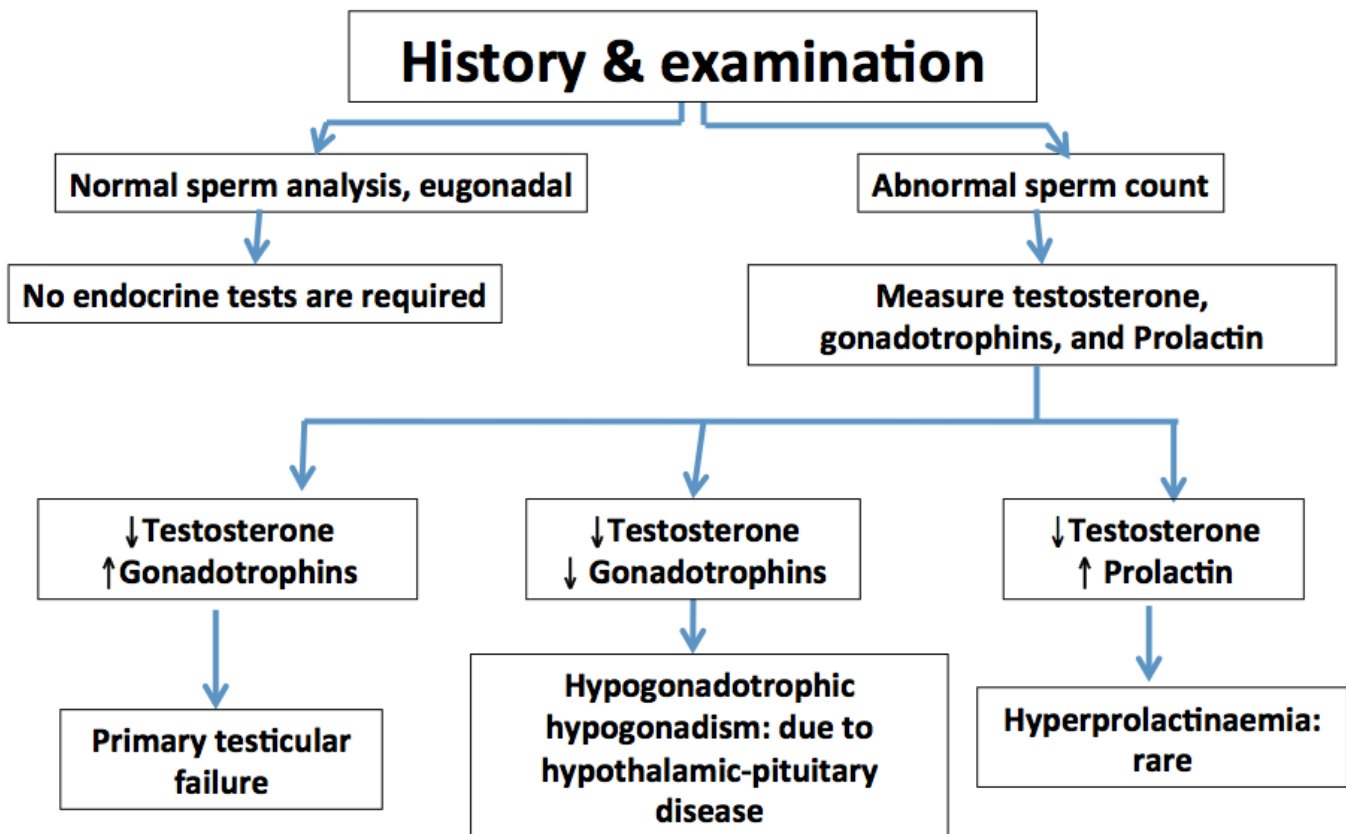 History & examination
Normal sperm analysis, eugonadal
Abnormal sperm count
No endocrine tests are required
Measure testosterone,
gonadotrophins, and Prolactin
↓Testosterone
↑Gonadotrophins
↓Testosterone
↓ Gonadotrophins
↓Testosterone
↑ Prolactin
Primary testicular
failure
Hypogonadotrophic
hypogonadism: due to
hypothalamic-pituitary
disease
Hyperprolactinaemia:
rare